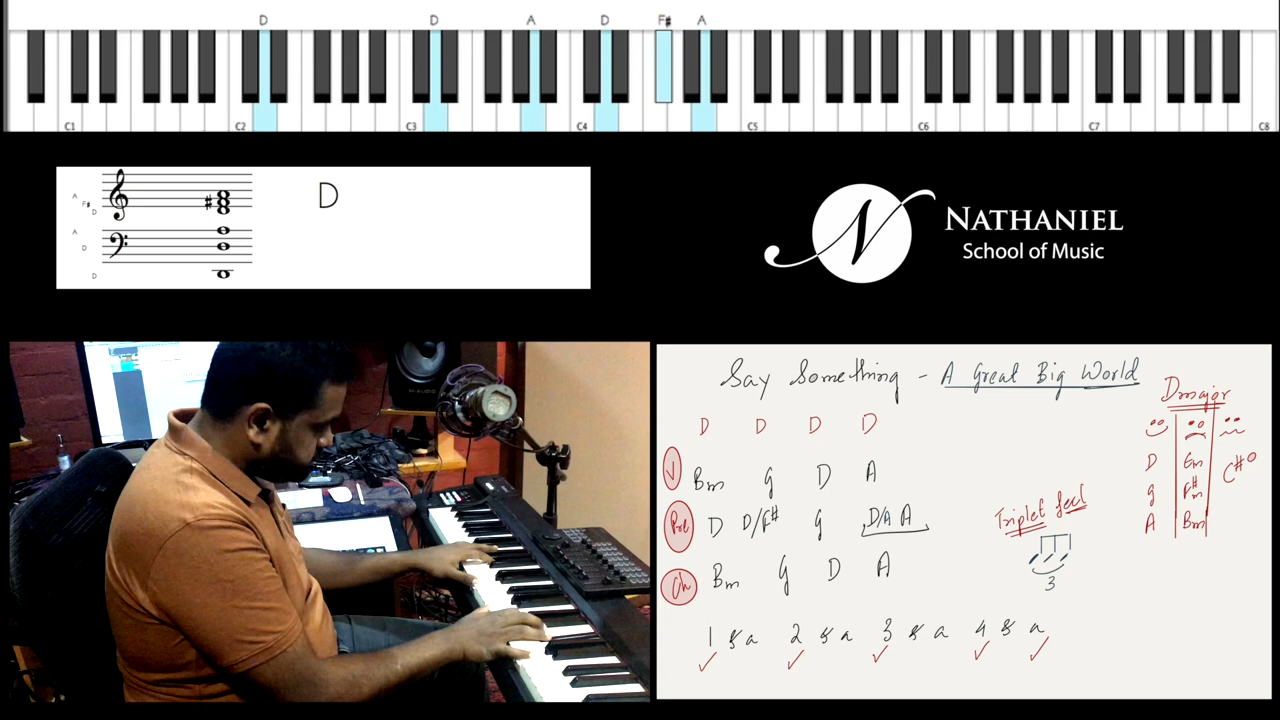 D D A D F# A
C1 C2 C3 C4 C5 C6 C7 C8
A
F#
D
A
D
D
D
NATHANIEL
School of Music
Say Something - A Great Big World
D major
D D D D
V Bm G D A
D Em C#o
G F#m
A Bm
Pre D D/F# G D/A A
Triplet feel
3
Ch Bm G D A
1 & a 2 & a 3 & a 4 & a